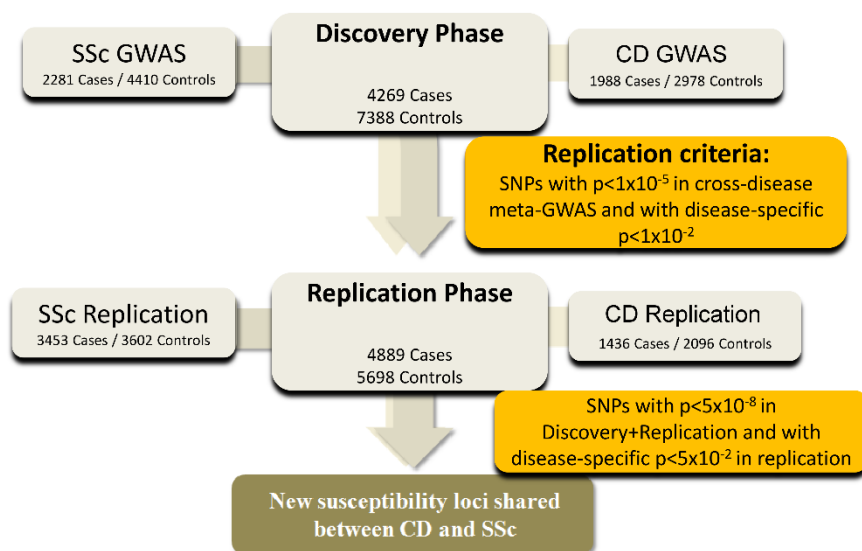 SSc GWAS
2281 Cases / 4410 Controls
Discovery Phase
4269 Cases
7388 Controls
CD GWAS
1988 Cases / 2978 Controls
Replication criteria:
SNPs with p<1x10⁻⁵ in cross-disease
meta-GWAS and with disease-specific
p<1x10⁻²
SSc Replication
3453 Cases / 3602 Controls
Replication Phase
4889 Cases
5698 Controls
CD Replication
1436 Cases / 2096 Controls
SNPs with p<5x10⁻⁸ in
Discovery+Replication and with
disease-specific p<5x10⁻² in replication
New susceptibility loci shared
between CD and SSc